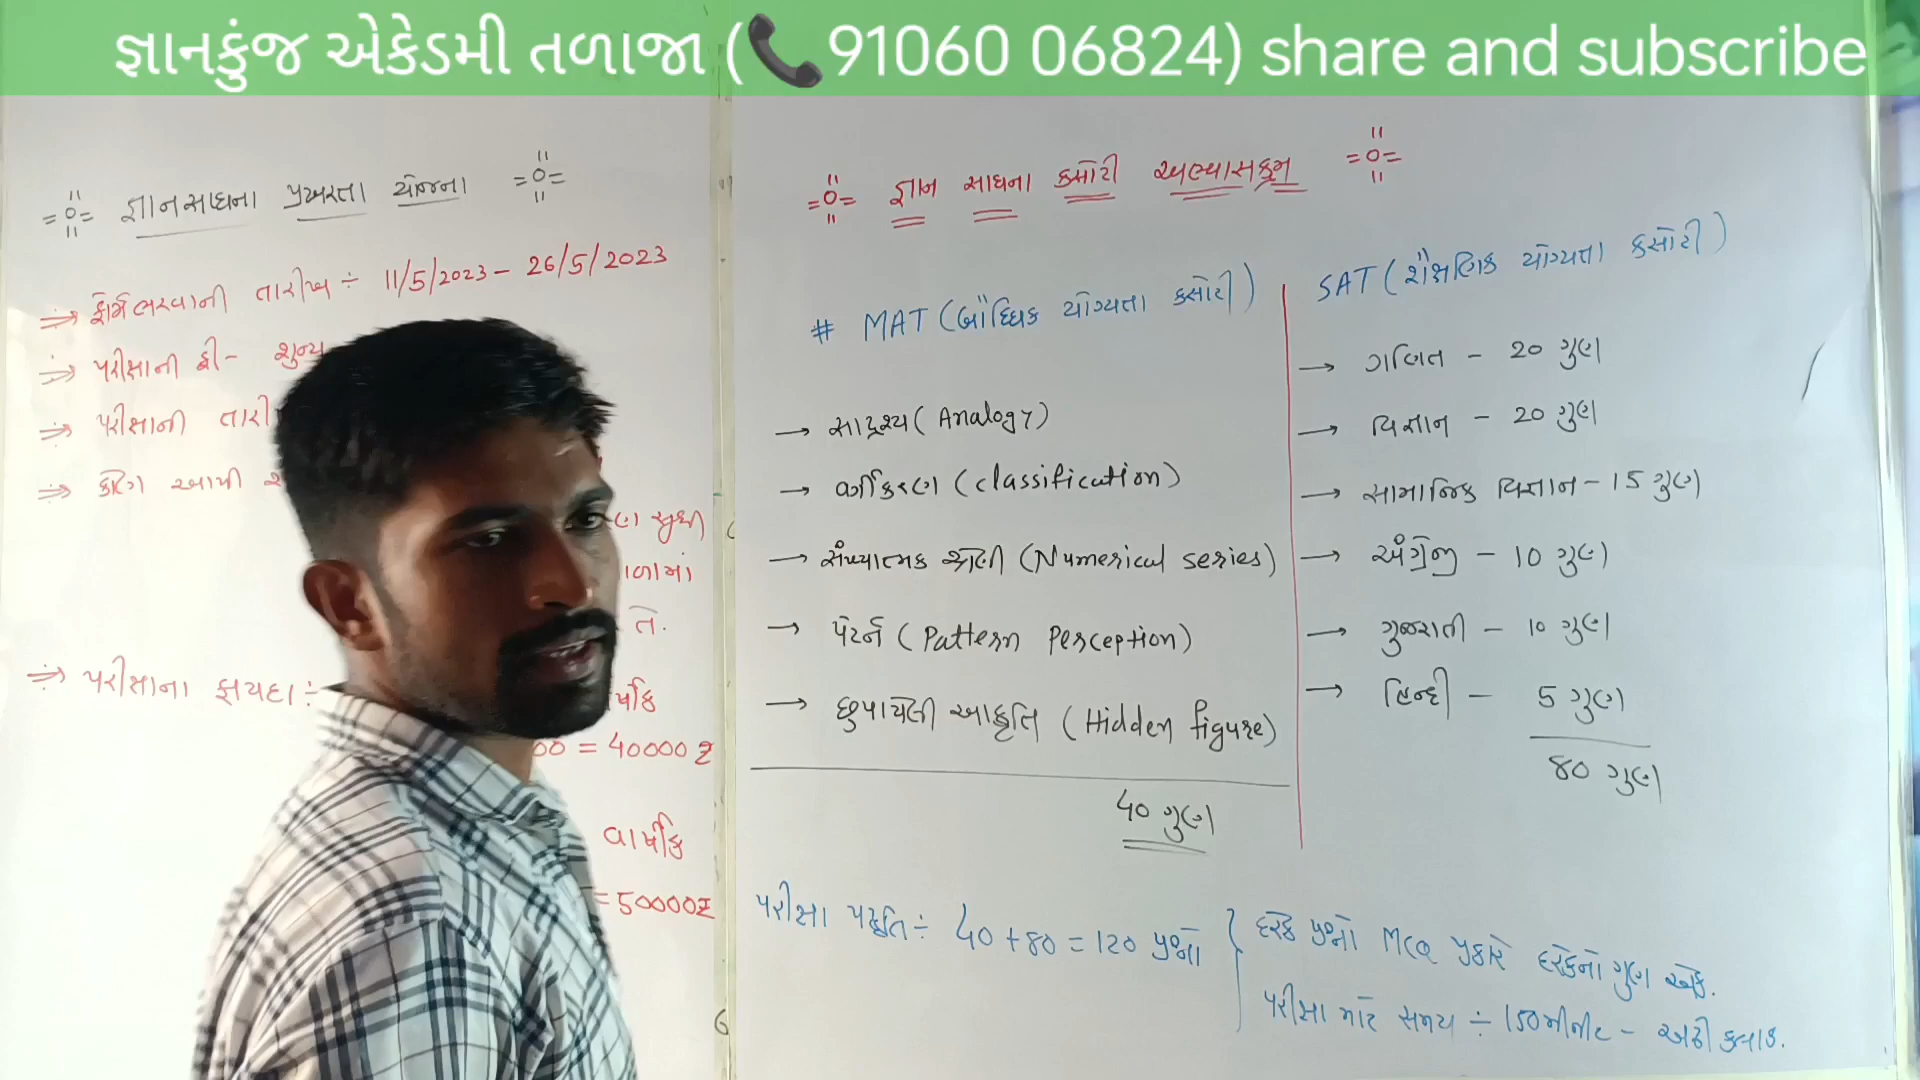 જ્ઞાનકુંજ એકેડમી તળાજા (📞91060 06824) share and subscribe
જ્ઞાનસાધના પ્રખરતા યોજના
⇒ ફોર્મ ભરવાની તારીખ ÷ 11/5/2023 - 26/5/2023
⇒ પરીક્ષાની ફી - શુન્ય
⇒ પરીક્ષાની તારી
⇒ કોણ આપી શ
સુધી
ળામાં
ત.
⇒ પરીક્ષાના ફાયદા ÷
ર્ષિક
00 = 40000 ₹
વાર્ષિક
= 50000 ₹
જ્ઞાન સાધના કસોટી અભ્યાસક્રમ
# MAT (બૌધ્ધિક યોગ્યતા કસોટી)
→ સાદ્રશ્ય (Analogy)
→ વર્ગીકરણ (classification)
→ સંખ્યાત્મક શ્રેણી (Numerical series)
→ પેટર્ન (Pattern Perception)
→ છુપાયેલી આકૃતિ (Hidden figure)
40 ગુણ
SAT (શૈક્ષણિક યોગ્યતા કસોટી)
→ ગણિત - 20 ગુણ
→ વિજ્ઞાન - 20 ગુણ
→ સામાજિક વિજ્ઞાન - 15 ગુણ
→ અંગ્રેજી - 10 ગુણ
→ ગુજરાતી - 10 ગુણ
→ હિન્દી - 5 ગુણ
80 ગુણ
પરીક્ષા પદ્ધતિ ÷ 40 + 80 = 120 પ્રશ્નો
દરેક પ્રશ્નો MCQ પ્રકારે દરેકનો ગુણ એક.
પરીક્ષા માટે સમય ÷ 150 મીનીટ - અઢી કલાક.